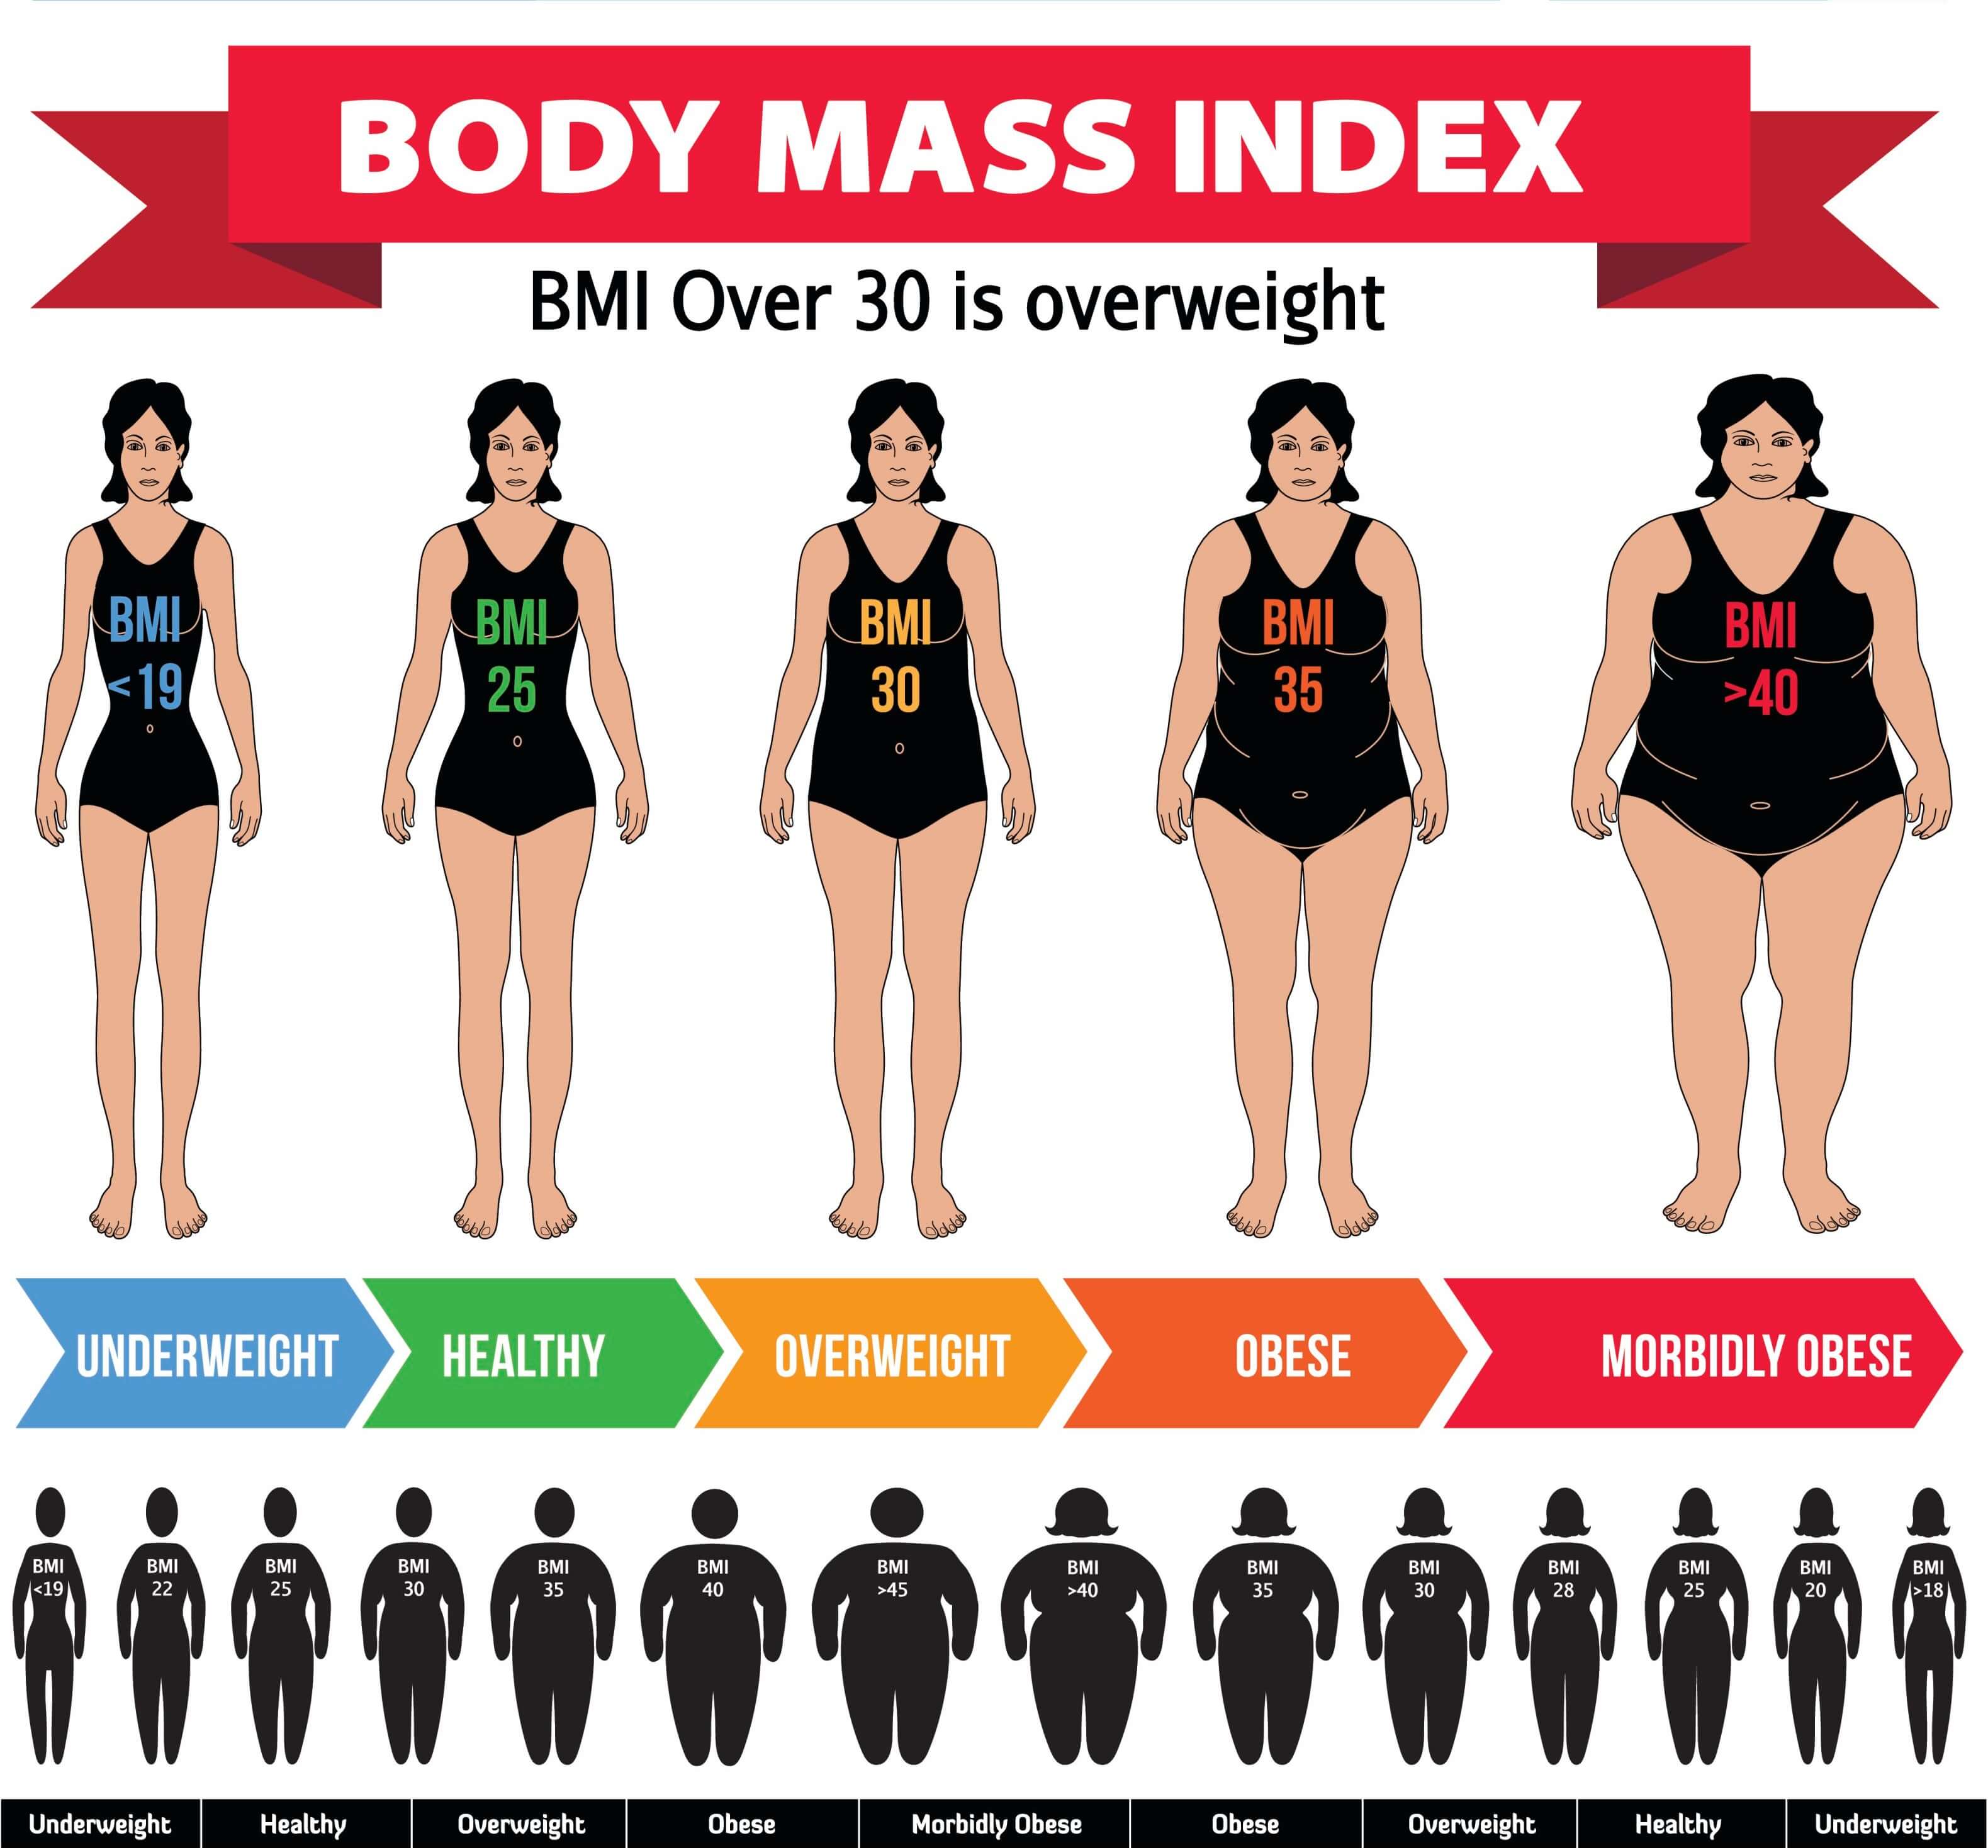 BODY MASS INDEX
BMI Over 30 is overweight
BMI
<19
BMI
25
BMI
30
BMI
35
BMI
>40
UNDERWEIGHT
HEALTHY
OVERWEIGHT
OBESE
MORBIDLY OBESE
BMI
<19
BMI
22
BMI
25
BMI
30
BMI
35
BMI
40
BMI
>45
BMI
>40
BMI
35
BMI
30
BMI
28
BMI
25
BMI
20
BMI
>18
Underweight
Healthy
Overweight
Obese
Morbidly Obese
Obese
Overweight
Healthy
Underweight